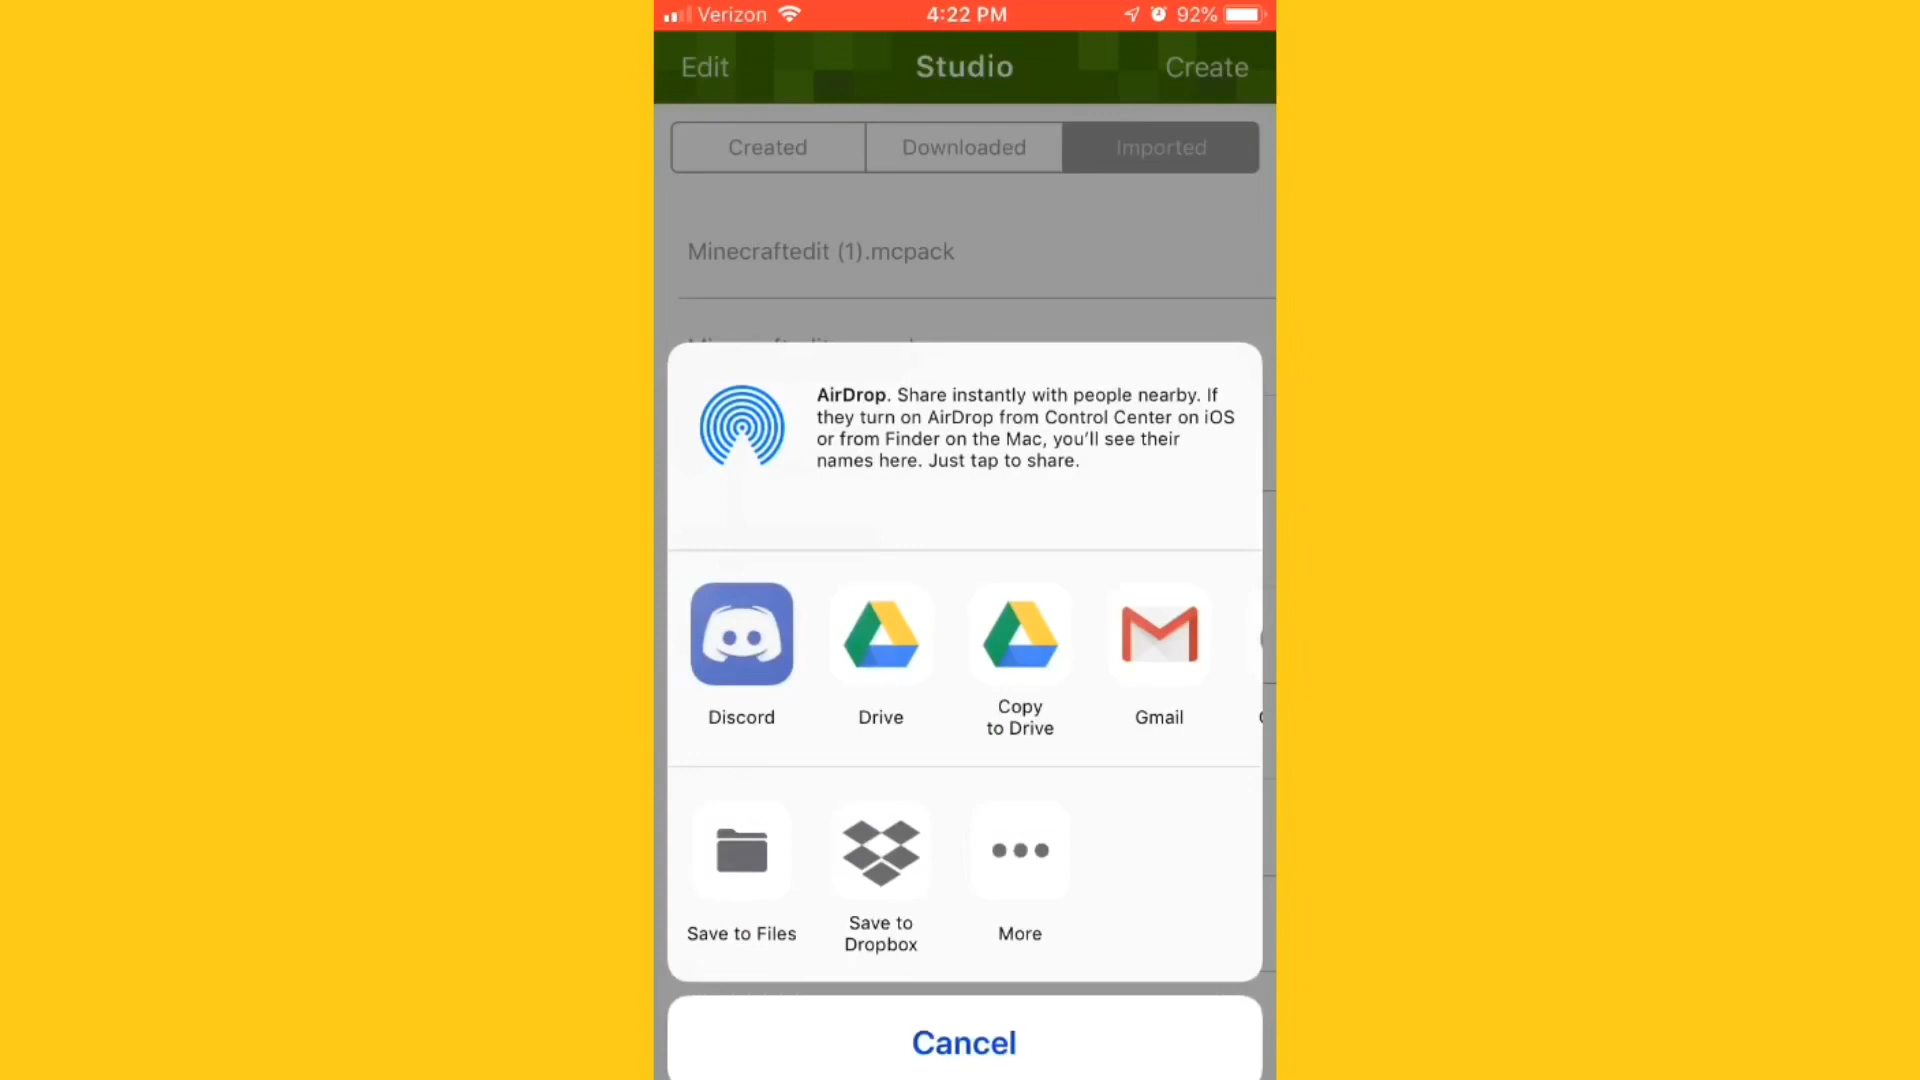 Verizon 4:22 PM 92%
Edit Studio Create
Created Downloaded Imported
Minecraftedit (1).mcpack
AirDrop. Share instantly with people nearby. If
they turn on AirDrop from Control Center on iOS
or from Finder on the Mac, you'll see their
names here. Just tap to share.
Discord Drive Copy
to Drive Gmail
Save to Files Save to
Dropbox More
Cancel